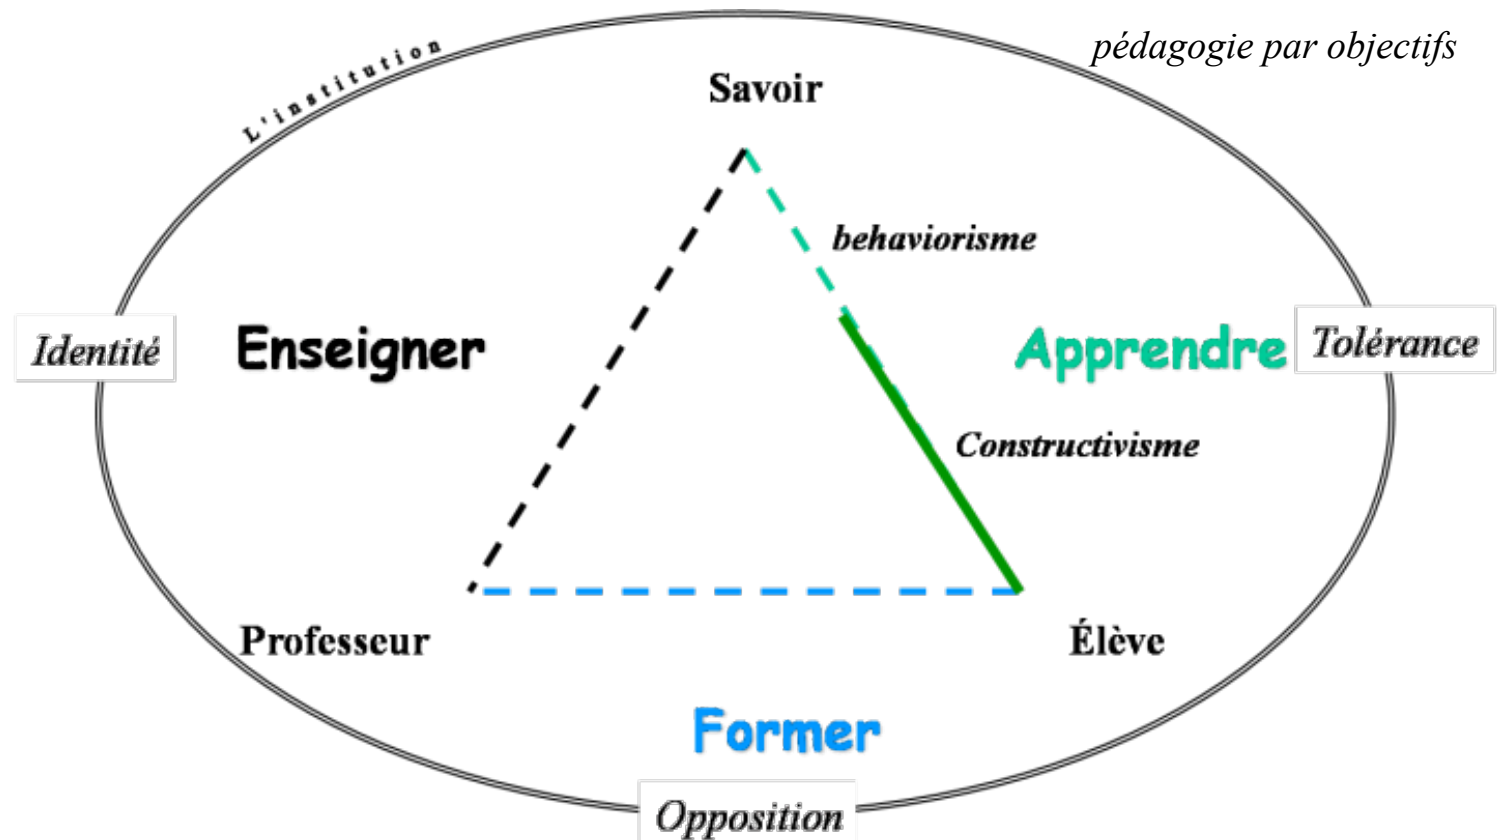 pédagogie par objectifs
L'institution
Savoir
behaviorisme
Identité
Enseigner
Apprendre
Tolérance
Constructivisme
Professeur
Élève
Former
Opposition